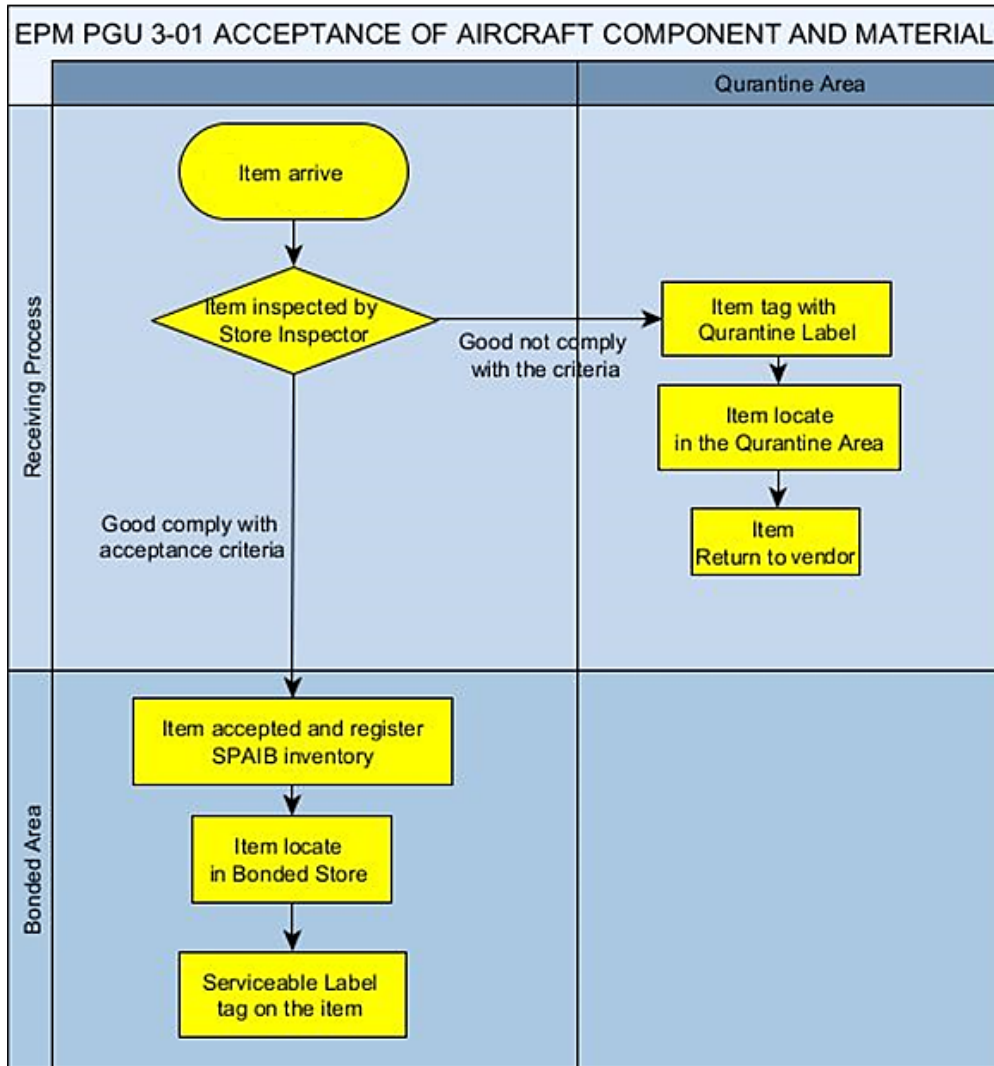 EPM PGU 3-01 ACCEPTANCE OF AIRCRAFT COMPONENT AND MATERIAL
Qurantine Area
Receiving Process
Item arrive
Item inspected by
Store Inspector
Good not comply
with the criteria
Item tag with
Qurantine Label
Item locate
in the Qurantine Area
Item
Return to vendor
Good comply with
acceptance criteria
Bonded Area
Item accepted and register
SPAIB inventory
Item locate
in Bonded Store
Serviceable Label
tag on the item